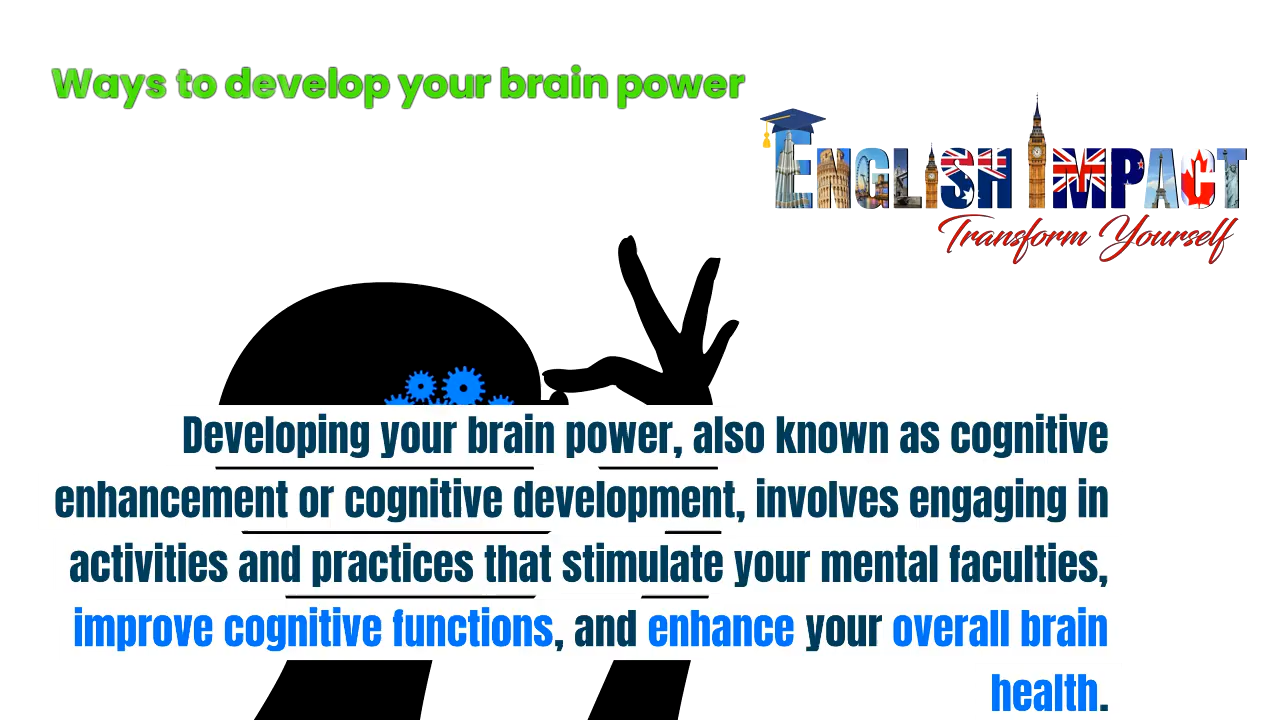 Ways to develop your brain power
ENGLISH IMPACT
Transform Yourself
Developing your brain power, also known as cognitive
enhancement or cognitive development, involves engaging in
activities and practices that stimulate your mental faculties,
improve cognitive functions, and enhance your overall brain
health.